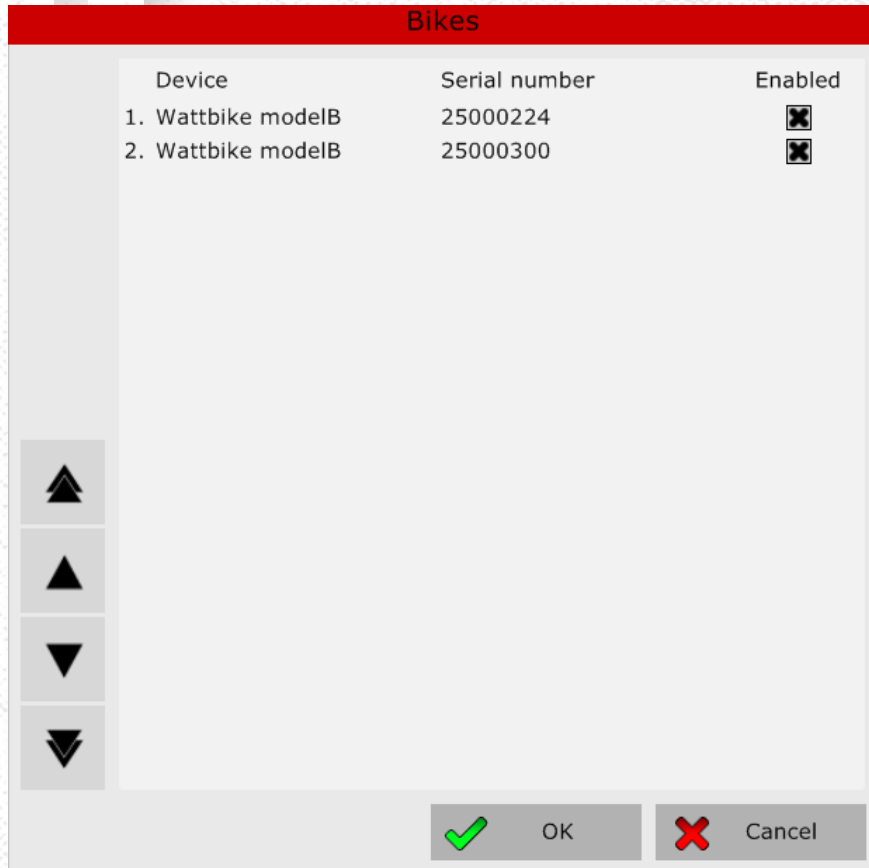 Bikes
Device Serial number Enabled
1. Wattbike modelB 25000224
2. Wattbike modelB 25000300
OK Cancel